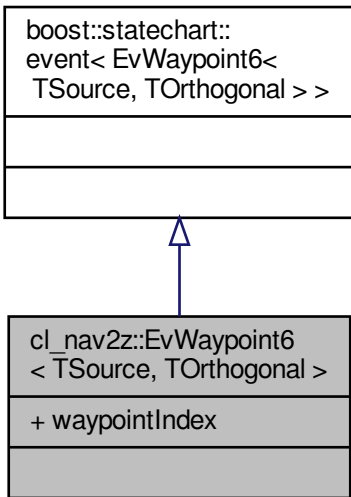 boost::statechart::
event< EvWaypoint6<
 TSource, TOrthogonal > >
cl_nav2z::EvWaypoint6
< TSource, TOrthogonal >
+ waypointIndex